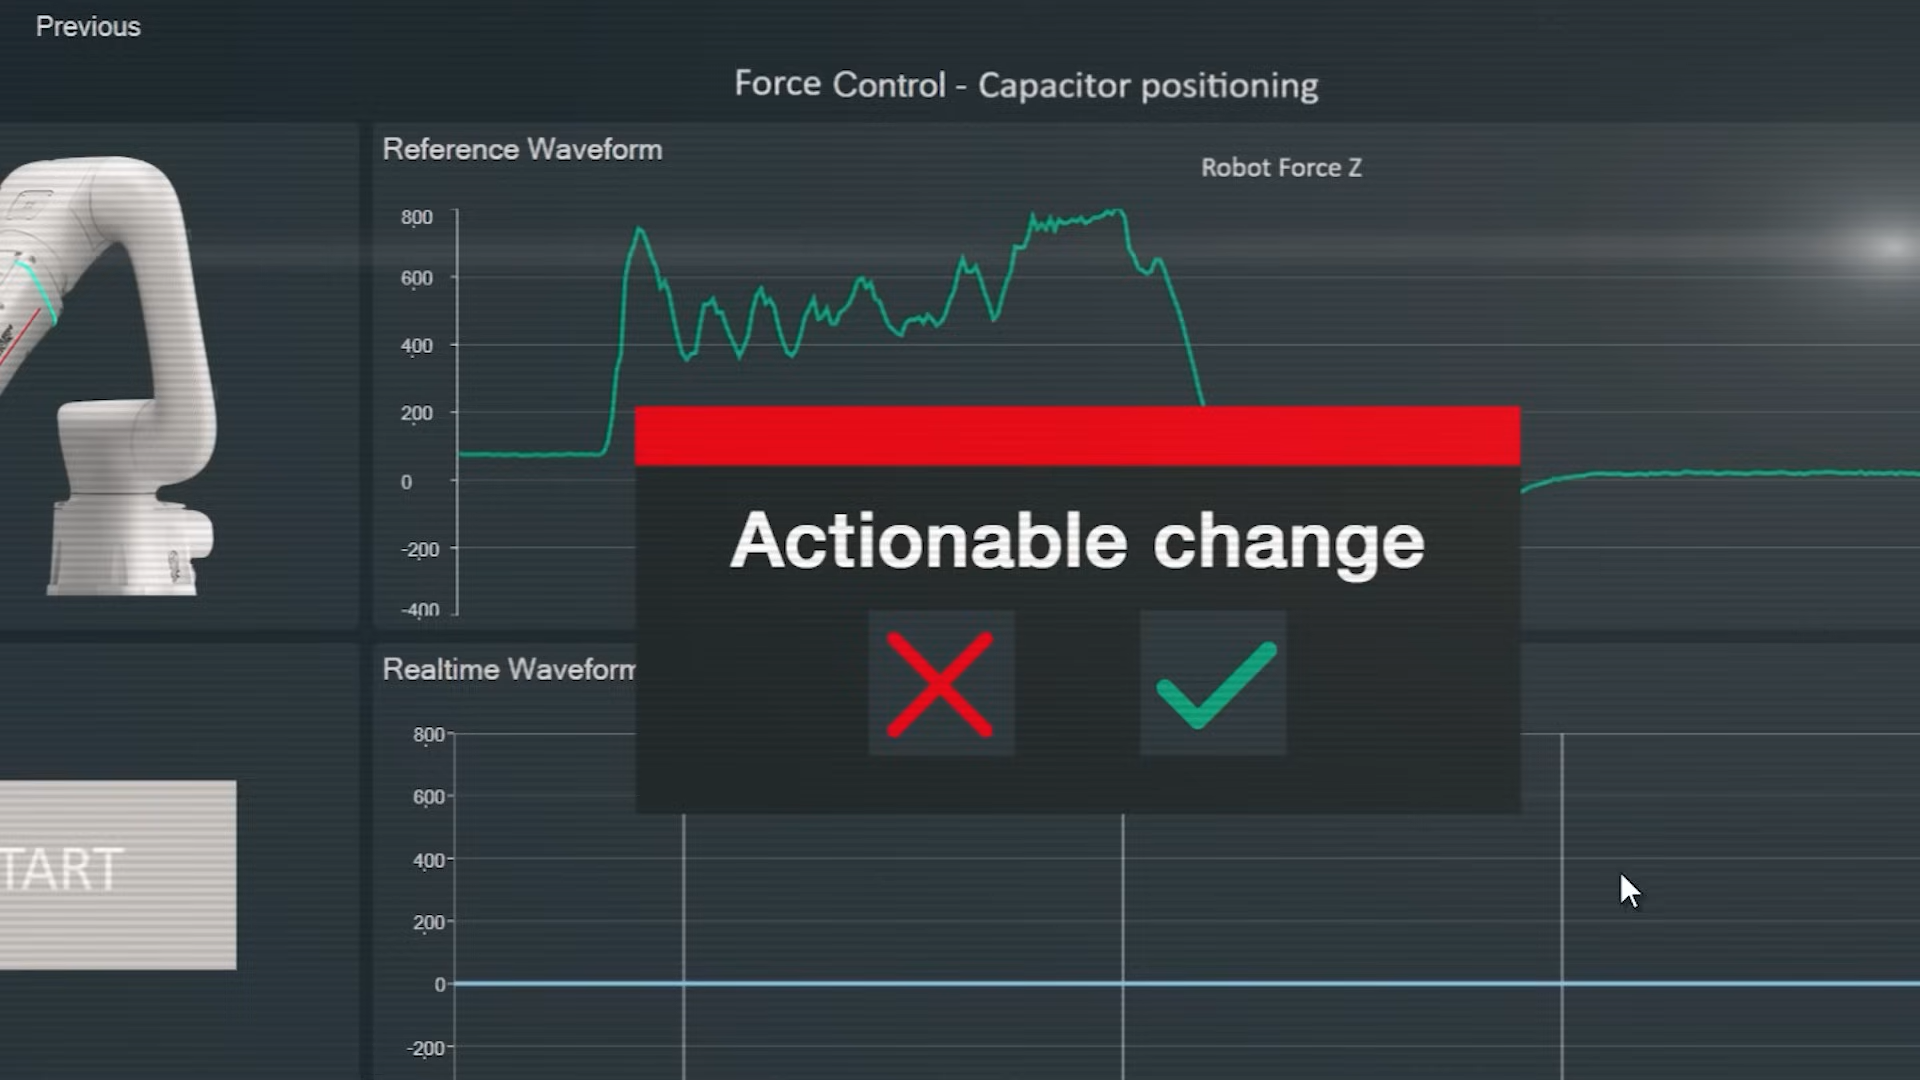 Previous
Force Control - Capacitor positioning
Reference Waveform
Robot Force Z
800
600
400
200
0
-200
-400
Actionable change
Realtime Waveform
800
600
400
200
0
-200
TART